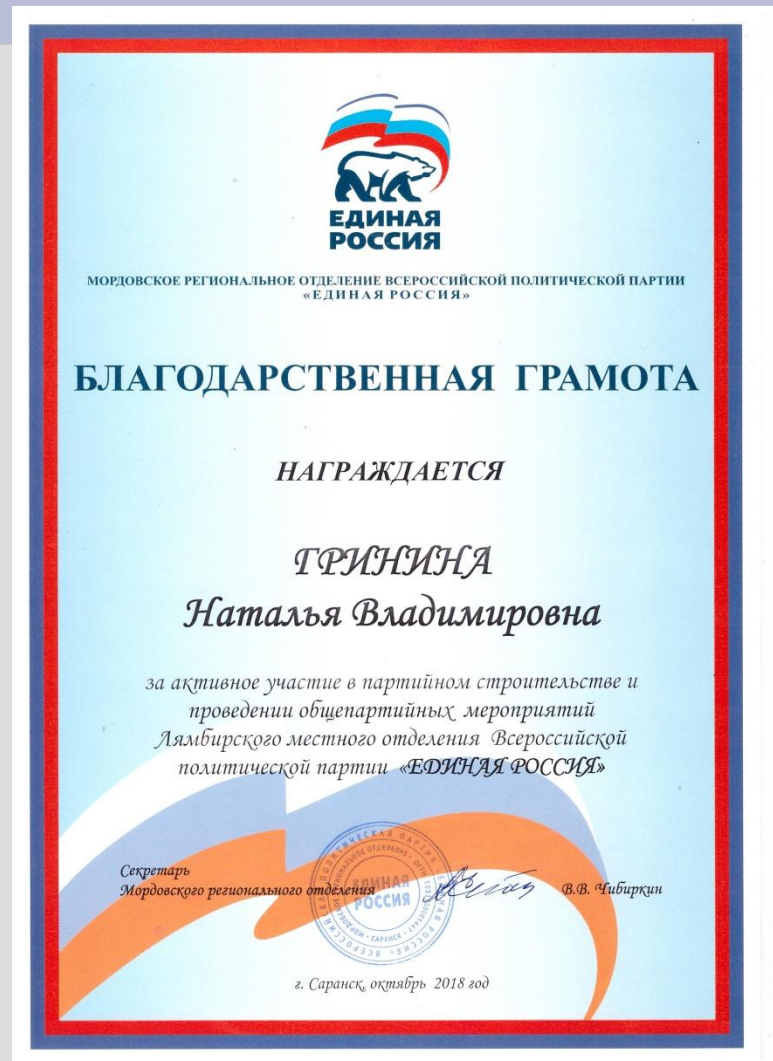 ЕДИНАЯ
РОССИЯ
МОРДОВСКОЕ РЕГИОНАЛЬНОЕ ОТДЕЛЕНИЕ ВСЕРОССИЙСКОЙ ПОЛИТИЧЕСКОЙ ПАРТИИ
«ЕДИНАЯ РОССИЯ»
БЛАГОДАРСТВЕННАЯ ГРАМОТА
НАГРАЖДАЕТСЯ
ГРИНИНА
Наталья Владимировна
за активное участие в партийном строительстве и
проведении общепартийных мероприятий
Лямбирского местного отделения Всероссийской
политической партии «ЕДИНАЯ РОССИЯ»
Секретарь
Мордовского регионального отделения
В.В. Чибиркин
ЕДИНАЯ
РОССИЯ
г. Саранск, октябрь 2018 год